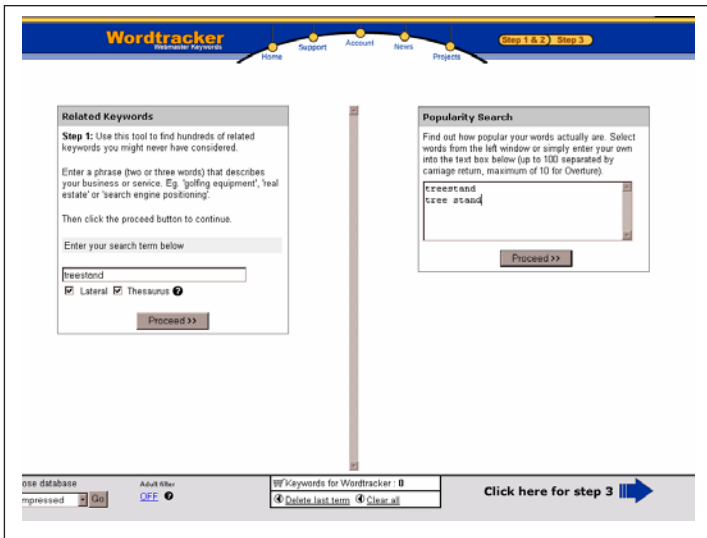 Wordtracker
Webmaster Keywords
Home
Support
Account
News
Projects
Step 1 & 2
Step 3
Related Keywords
Step 1: Use this tool to find hundreds of related
keywords you might never have considered.
Enter a phrase (two or three words) that describes
your business or service. Eg. 'golfing equipment', 'real
estate' or 'search engine positioning'.
Then click the proceed button to continue.
Enter your search term below
treestand
Lateral Thesaurus ?
Proceed >>
Popularity Search
Find out how popular your words actually are. Select
words from the left window or simply enter your own
into the text box below (up to 100 separated by
carriage return, maximum of 10 for Overture).
treestand
tree stand
Proceed >>
ose database
mpressed Go
Adult filter
OFF ?
Keywords for Wordtracker : 0
Delete last term Clear all
Click here for step 3